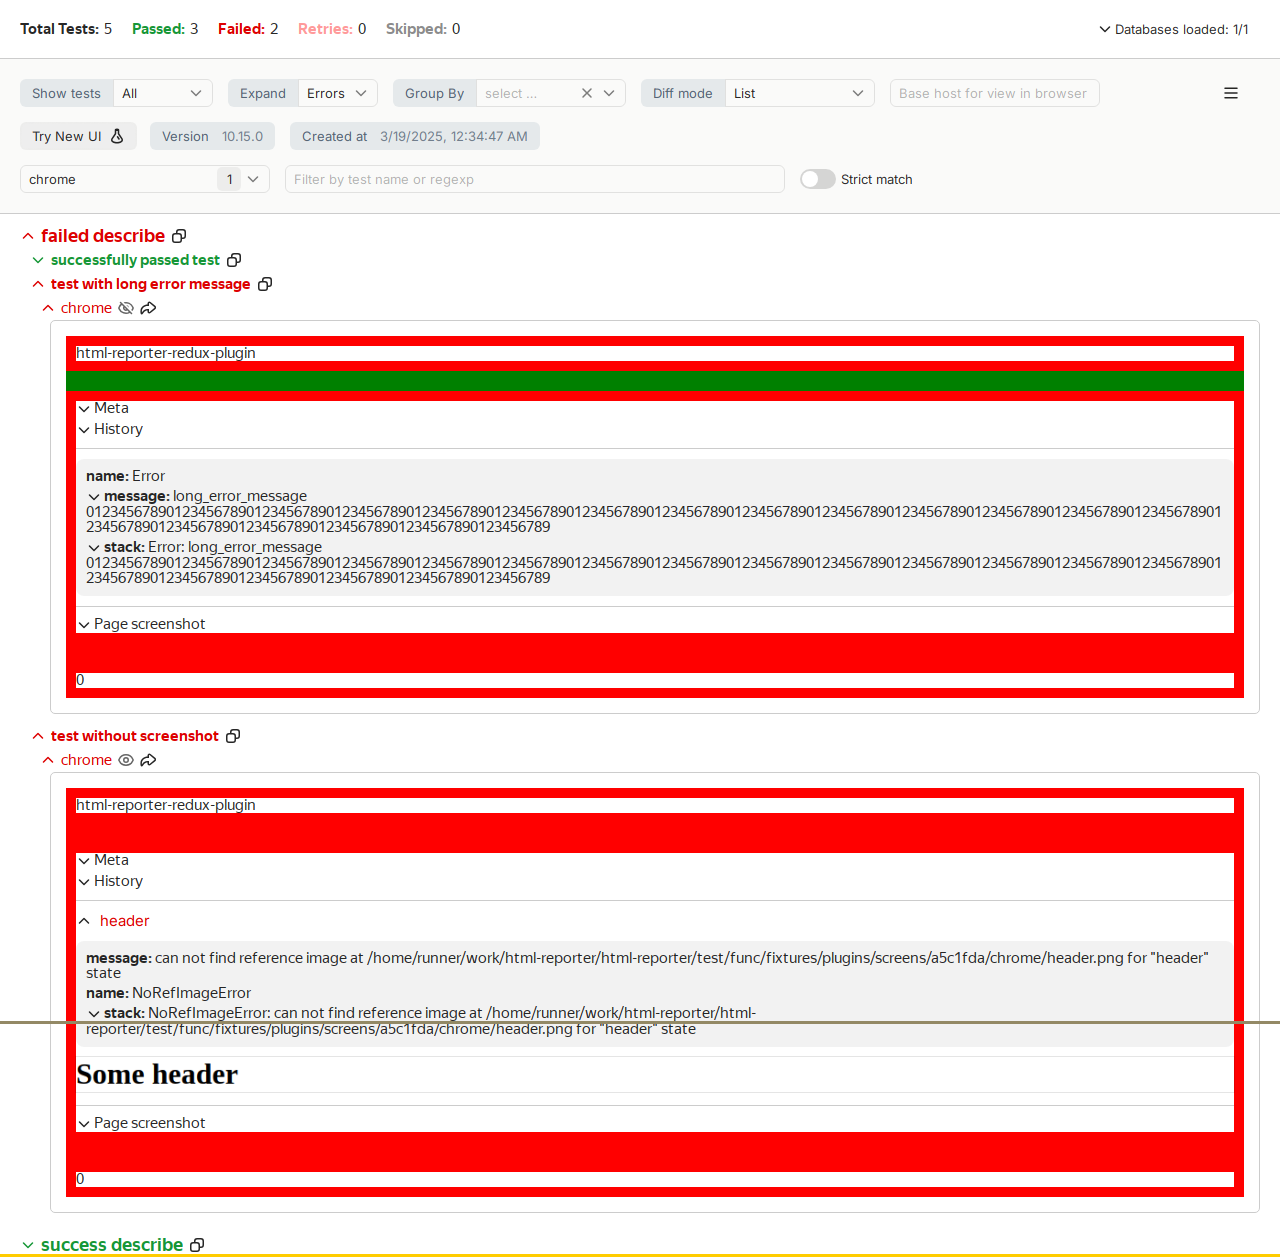 Total Tests: 5 Passed: 3 Failed: 2 Retries: 0 Skipped: 0 Databases loaded: 1/1
Show tests All Expand Errors Group By select ... Diff mode List Base host for view in browser
Try New UI Version 10.15.0 Created at 3/19/2025, 12:34:47 AM
chrome 1 Filter by test name or regexp Strict match
failed describe
successfully passed test
test with long error message
chrome
html-reporter-redux-plugin
Meta
History
name: Error
message: long_error_message
012345678901234567890123456789012345678901234567890123456789012345678901234567890123456789012345678901234567890123456789012345678901
23456789012345678901234567890123456789012345678901234567​89
stack: Error: long_error_message
012345678901234567890123456789012345678901234567890123456789012345678901234567890123456789012345678901234567890123456789012345678901
2345678901234567890123456789012345678901234567890123456789
Page screenshot
0
test without screenshot
chrome
html-reporter-redux-plugin
Meta
History
header
message: can not find reference image at /home/runner/work/html-reporter/html-reporter/test/func/fixtures/plugins/screens/a5c1fda/chrome/header.png for "header"
state
name: NoRefImageError
stack: NoRefImageError: can not find reference image at /home/runner/work/html-reporter/html-
reporter/test/func/fixtures/plugins/screens/a5c1fda/chrome/header.png for "header" state
Some header
Page screenshot
0
success describe